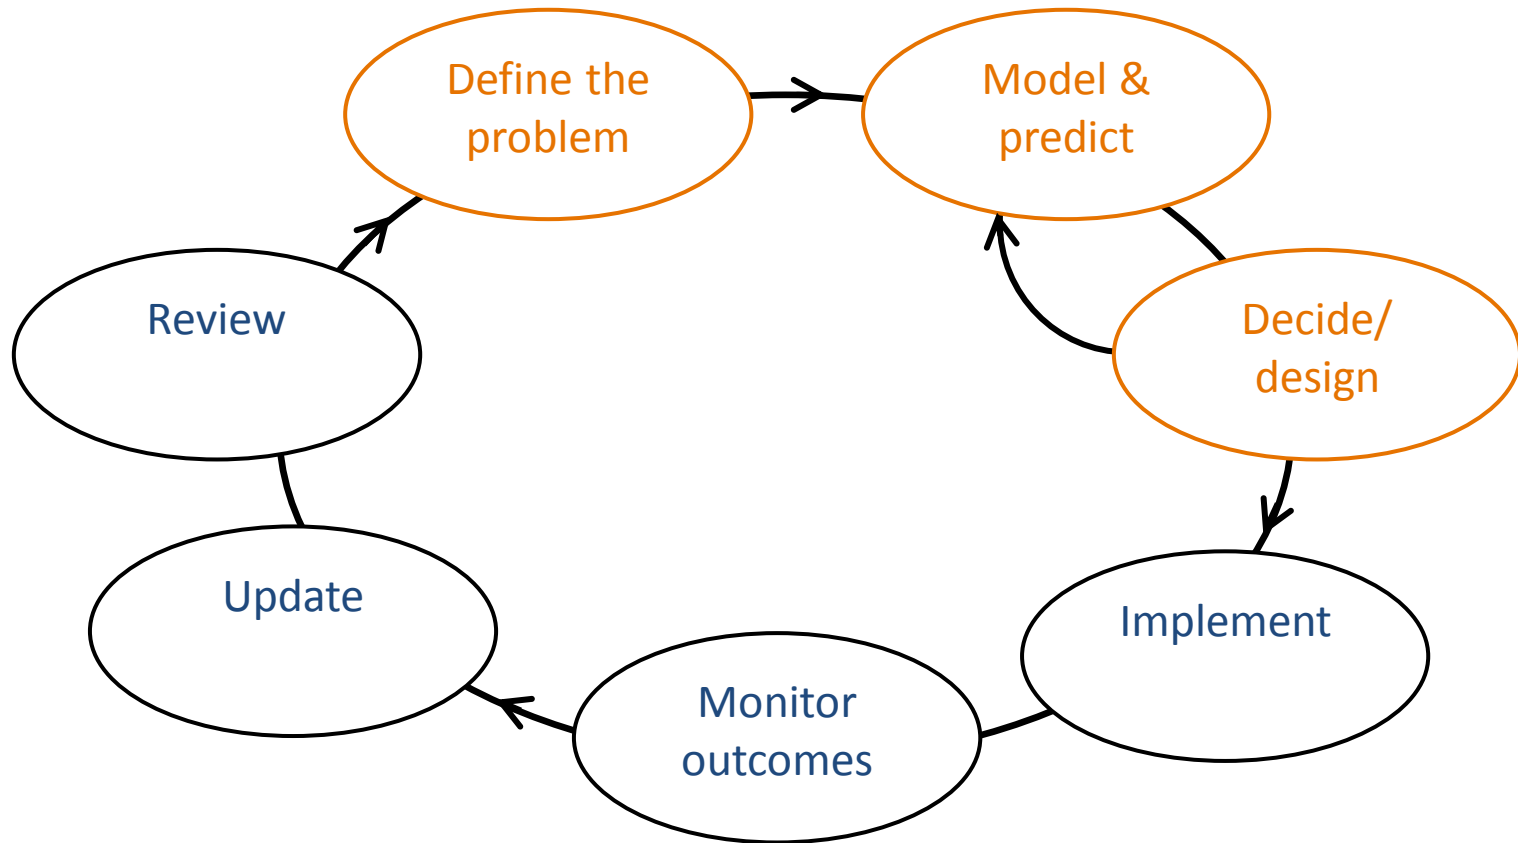 Define the
problem
Model &
predict
Decide/
design
Implement
Monitor
outcomes
Update
Review